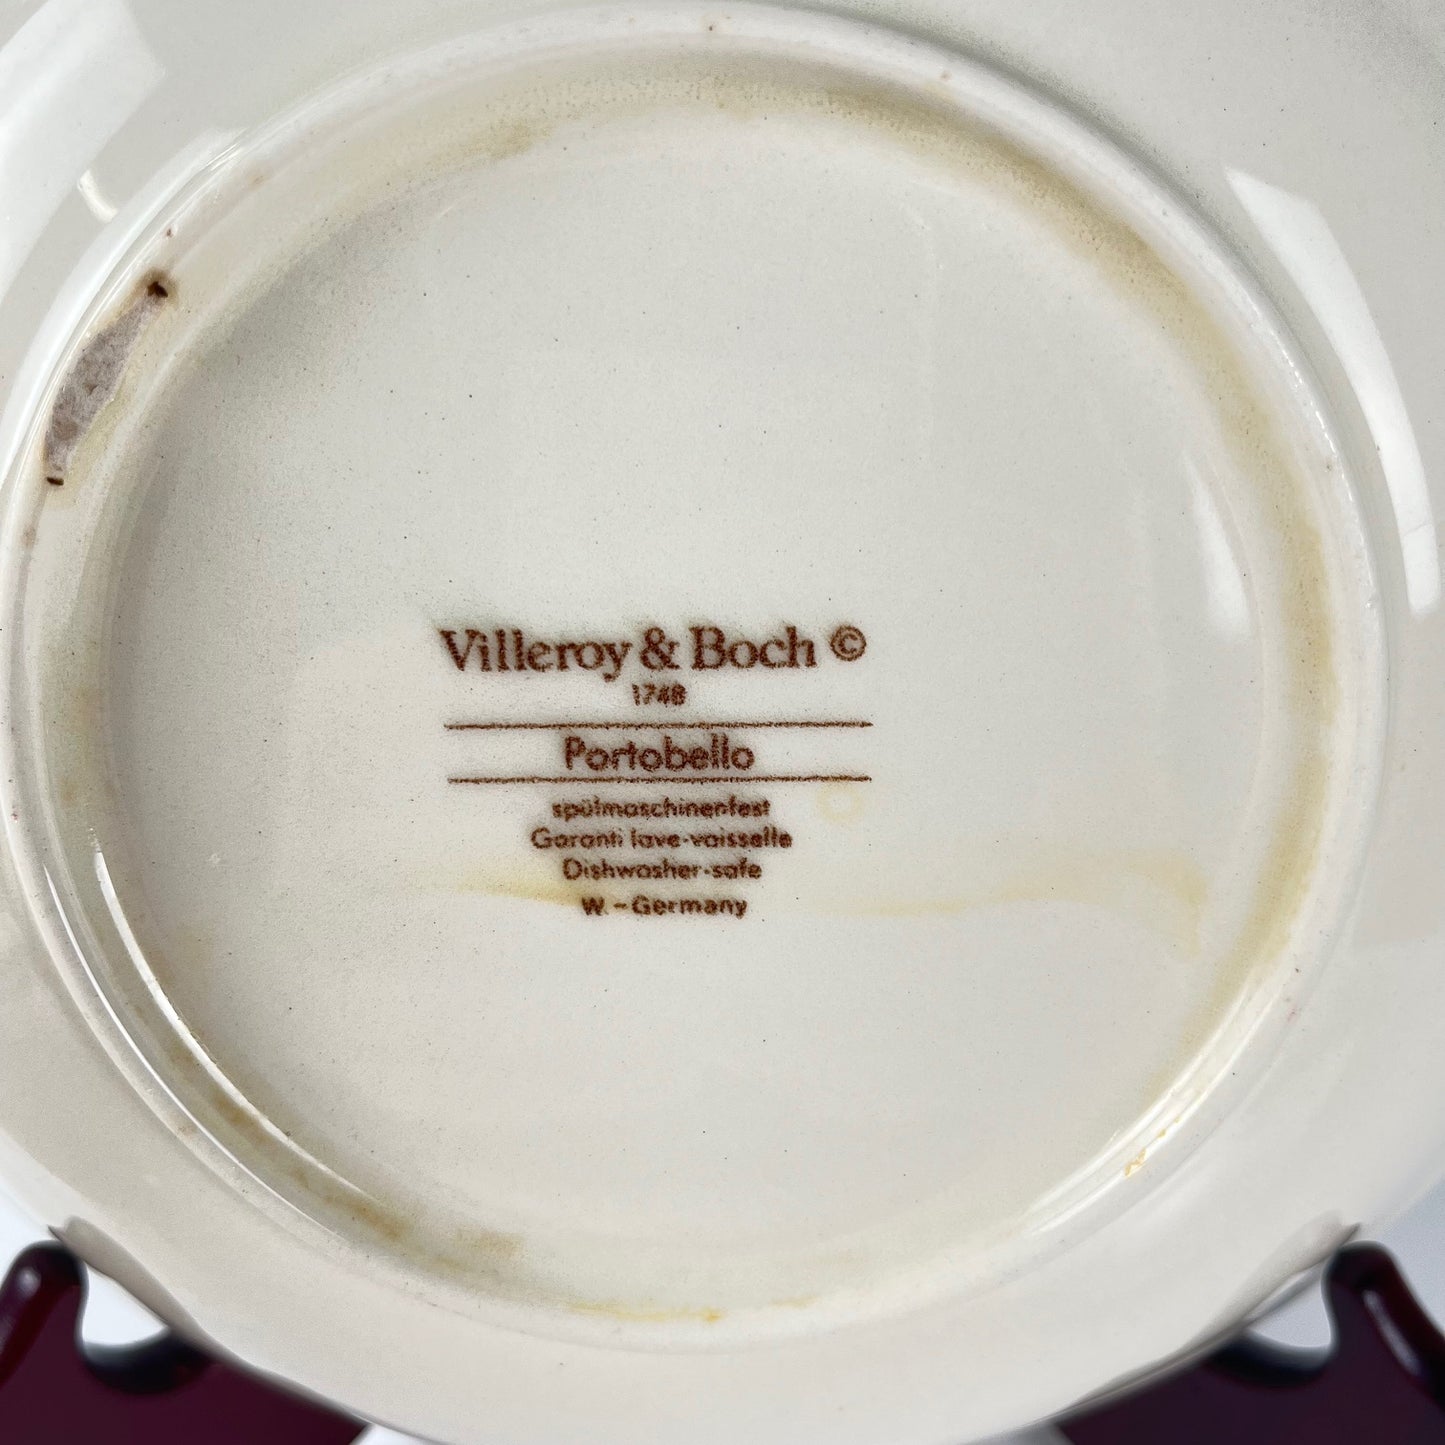 Villeroy & Boch ©
1748
Portobello
spülmaschinenfest
Garanti lave-vaisselle
Dishwasher-safe
W.-Germany